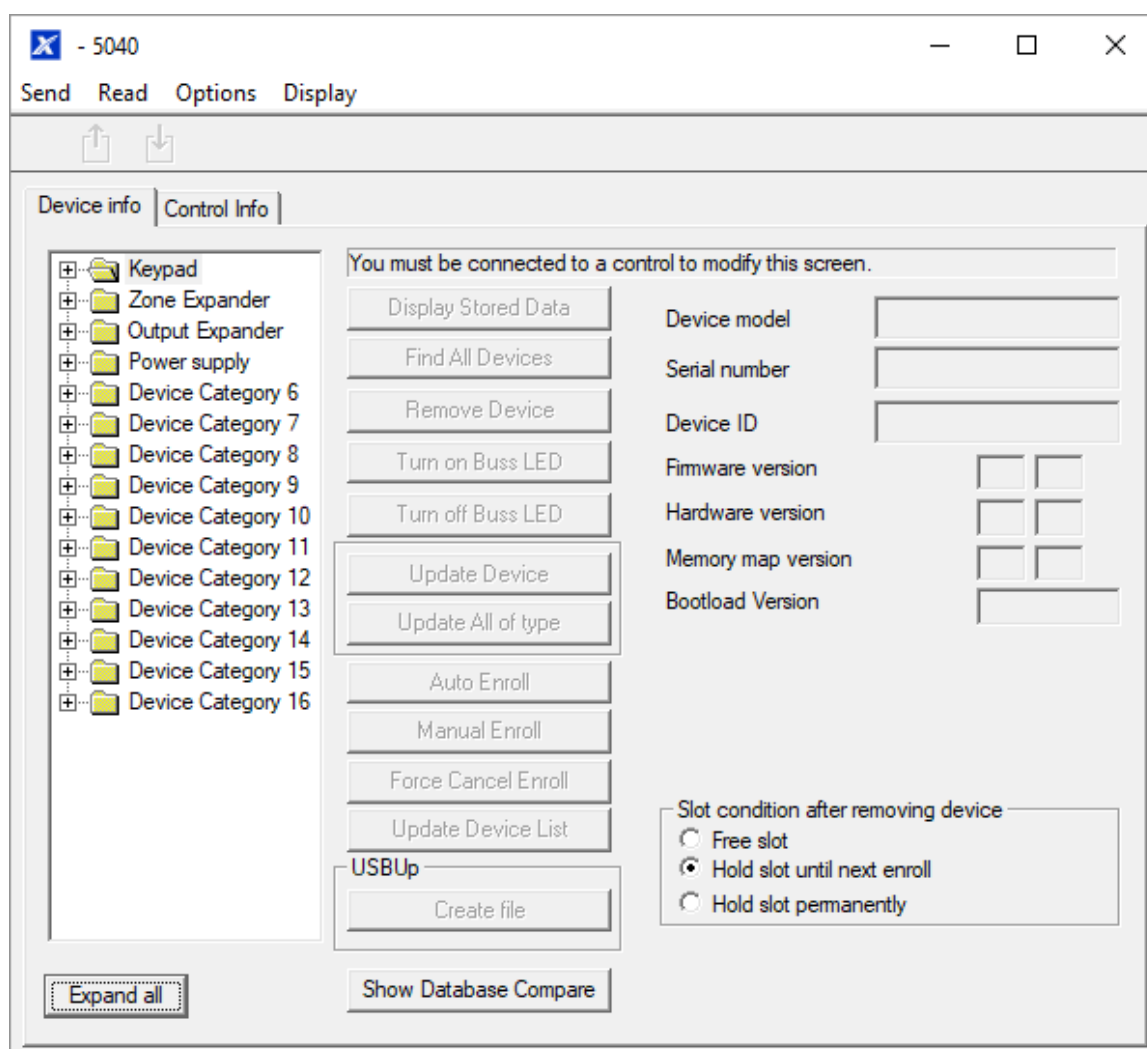 - 5040
Send Read Options Display
Device info Control Info
Keypad
Zone Expander
Output Expander
Power supply
Device Category 6
Device Category 7
Device Category 8
Device Category 9
Device Category 10
Device Category 11
Device Category 12
Device Category 13
Device Category 14
Device Category 15
Device Category 16
Expand all
You must be connected to a control to modify this screen.
Display Stored Data
Find All Devices
Remove Device
Turn on Buss LED
Turn off Buss LED
Update Device
Update All of type
Auto Enroll
Manual Enroll
Force Cancel Enroll
Update Device List
USBUp
Create file
Show Database Compare
Device model
Serial number
Device ID
Firmware version
Hardware version
Memory map version
Bootload Version
Slot condition after removing device
Free slot
Hold slot until next enroll
Hold slot permanently